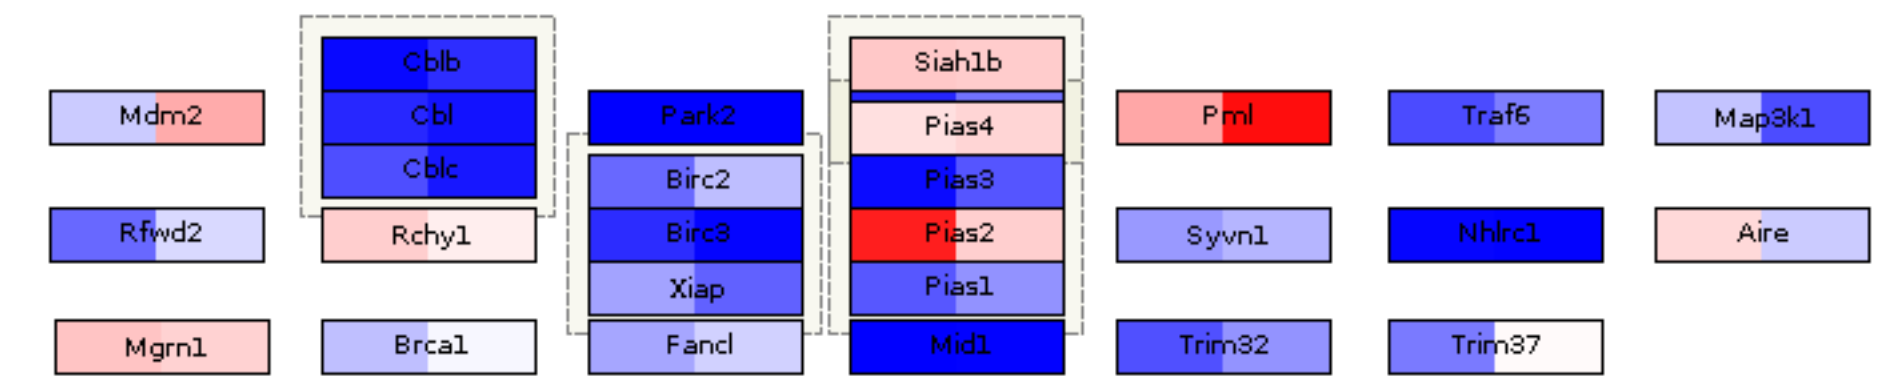 Mdm2
Cblb
Cbl
Cblc
Park2
Siah1b
Pias4
Pml
Traf6
Map3k1
Rfwd2
Rchy1
Birc2
Birc3
Xiap
Pias3
Pias2
Pias1
Syvn1
Nhlrc1
Aire
Mgrn1
Brca1
Fancl
Mid1
Trim32
Trim37